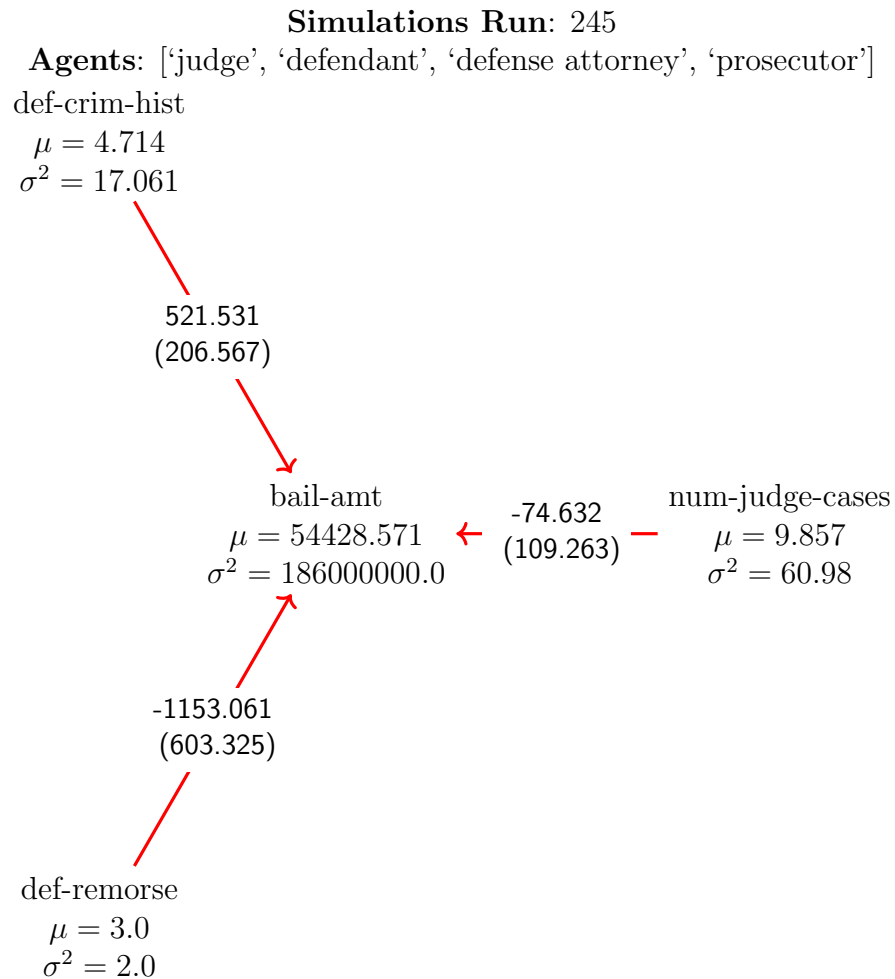 Simulations Run: 245
Agents: [‘judge’, ‘defendant’, ‘defense attorney’, ‘prosecutor’]
def-crim-hist
μ = 4.714
σ² = 17.061
521.531
(206.567)
bail-amt
μ = 54428.571
σ² = 186000000.0
-74.632
(109.263)
num-judge-cases
μ = 9.857
σ² = 60.98
-1153.061
(603.325)
def-remorse
μ = 3.0
σ² = 2.0